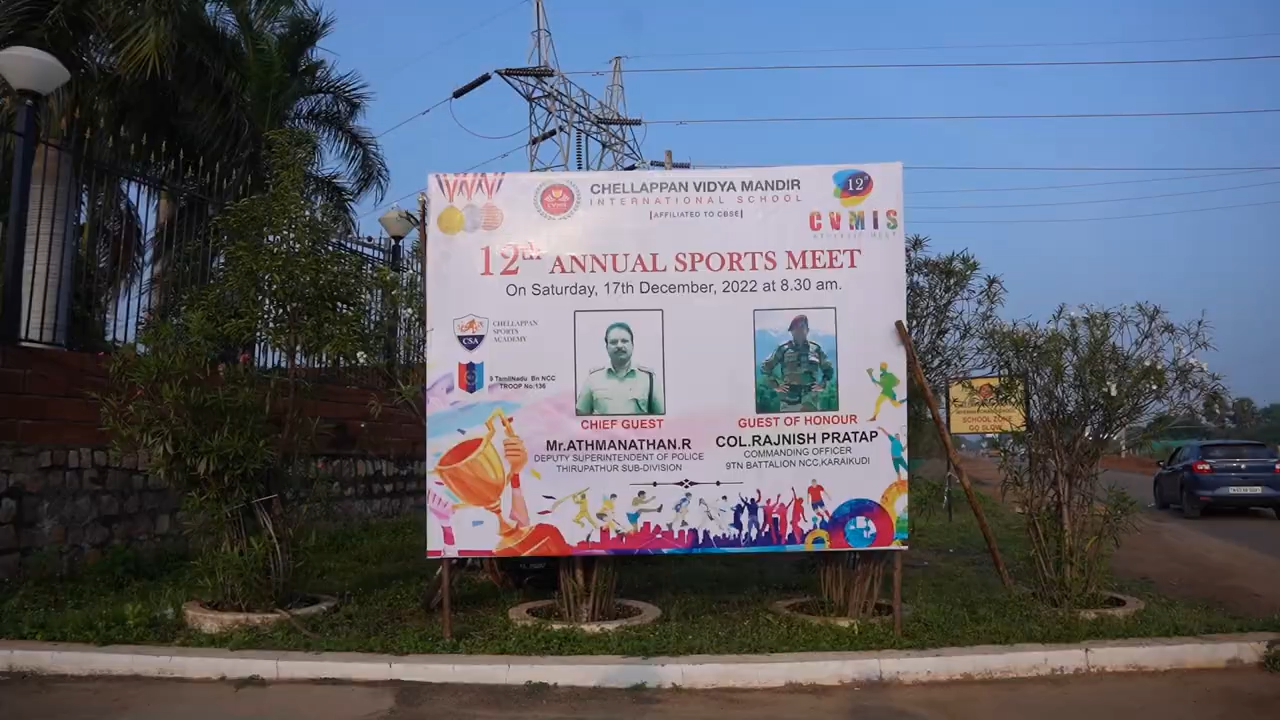 CHELLAPPAN VIDYA MANDIR
INTERNATIONAL SCHOOL
[AFFILIATED TO CBSE]
12th
CVMIS
12th ANNUAL SPORTS MEET
On Saturday, 17th December, 2022 at 8.30 am.
CSA
CHELLAPPAN
SPORTS
ACADEMY
9 TamilNadu Bn NCC
TROOP No:136
CHIEF GUEST
Mr.ATHMANATHAN.R
DEPUTY SUPERINTENDENT OF POLICE
THIRUPATHUR SUB-DIVISION
GUEST OF HONOUR
COL.RAJNISH PRATAP
COMMANDING OFFICER
9TN BATTALION NCC,KARAIKUDI
SCHOOL ZONE
GO SLOW